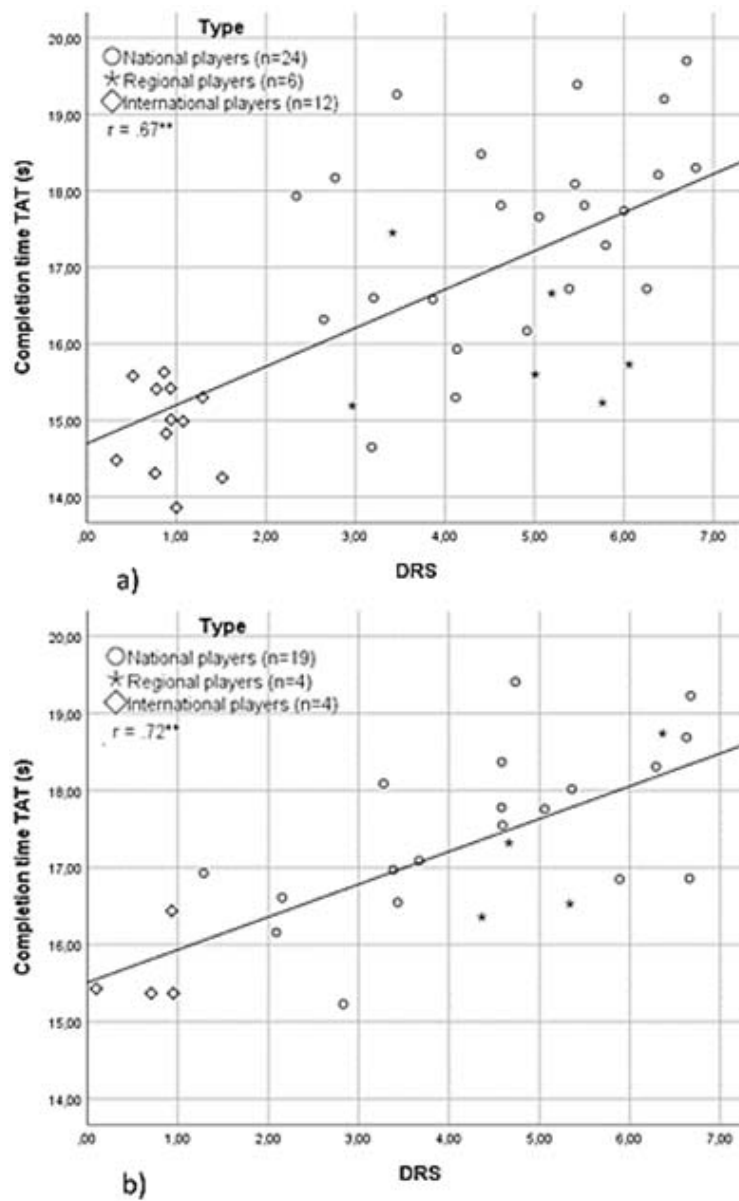 Type
National players (n=24)
Regional players (n=6)
International players (n=12)
r = .67**
20,00
19,00
18,00
17,00
16,00
15,00
14,00
Completion time TAT (s)
,00 1,00 2,00 3,00 4,00 5,00 6,00 7,00
DRS
a)
Type
National players (n=19)
Regional players (n=4)
International players (n=4)
r = .72**
20,00
19,00
18,00
17,00
16,00
15,00
14,00
Completion time TAT (s)
,00 1,00 2,00 3,00 4,00 5,00 6,00 7,00
DRS
b)